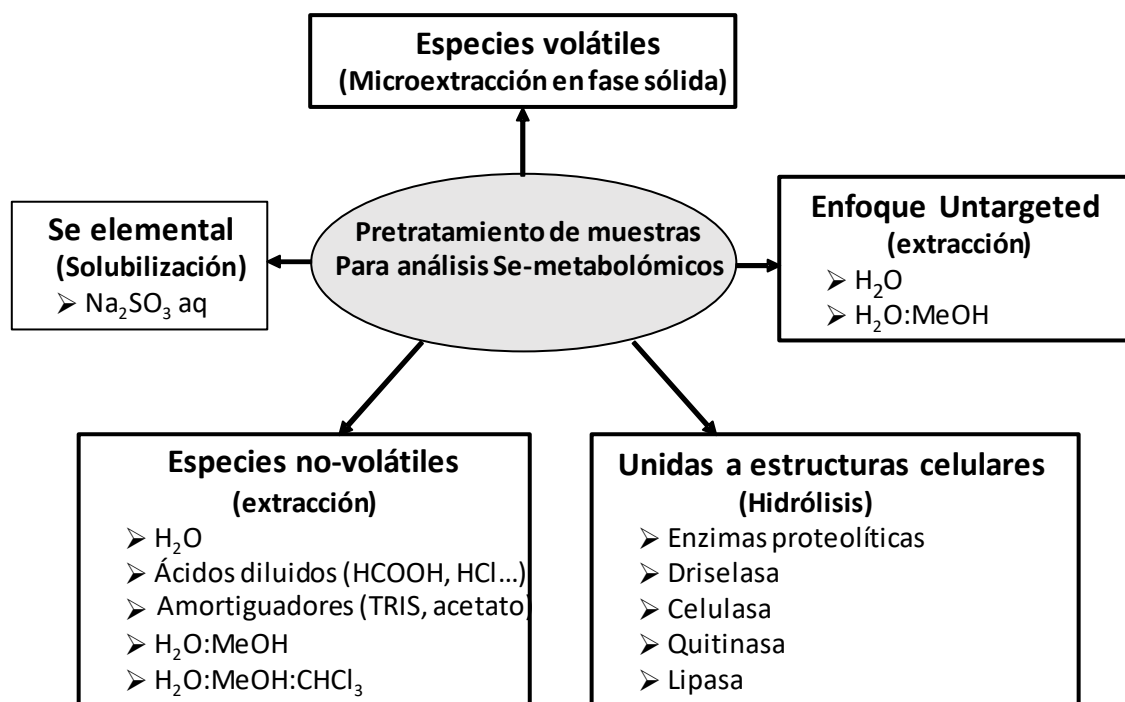 Especies volátiles
(Microextracción en fase sólida)
Se elemental
(Solubilización)
➢ Na₂SO₃ aq
Pretratamiento de muestras
Para análisis Se-metabolómicos
Enfoque Untargeted
(extracción)
➢ H₂O
➢ H₂O:MeOH
Especies no-volátiles
(extracción)
➢ H₂O
➢ Ácidos diluidos (HCOOH, HCl...)
➢ Amortiguadores (TRIS, acetato)
➢ H₂O:MeOH
➢ H₂O:MeOH:CHCl₃
Unidas a estructuras celulares
(Hidrólisis)
➢ Enzimas proteolíticas
➢ Driselasa
➢ Celulasa
➢ Quitinasa
➢ Lipasa